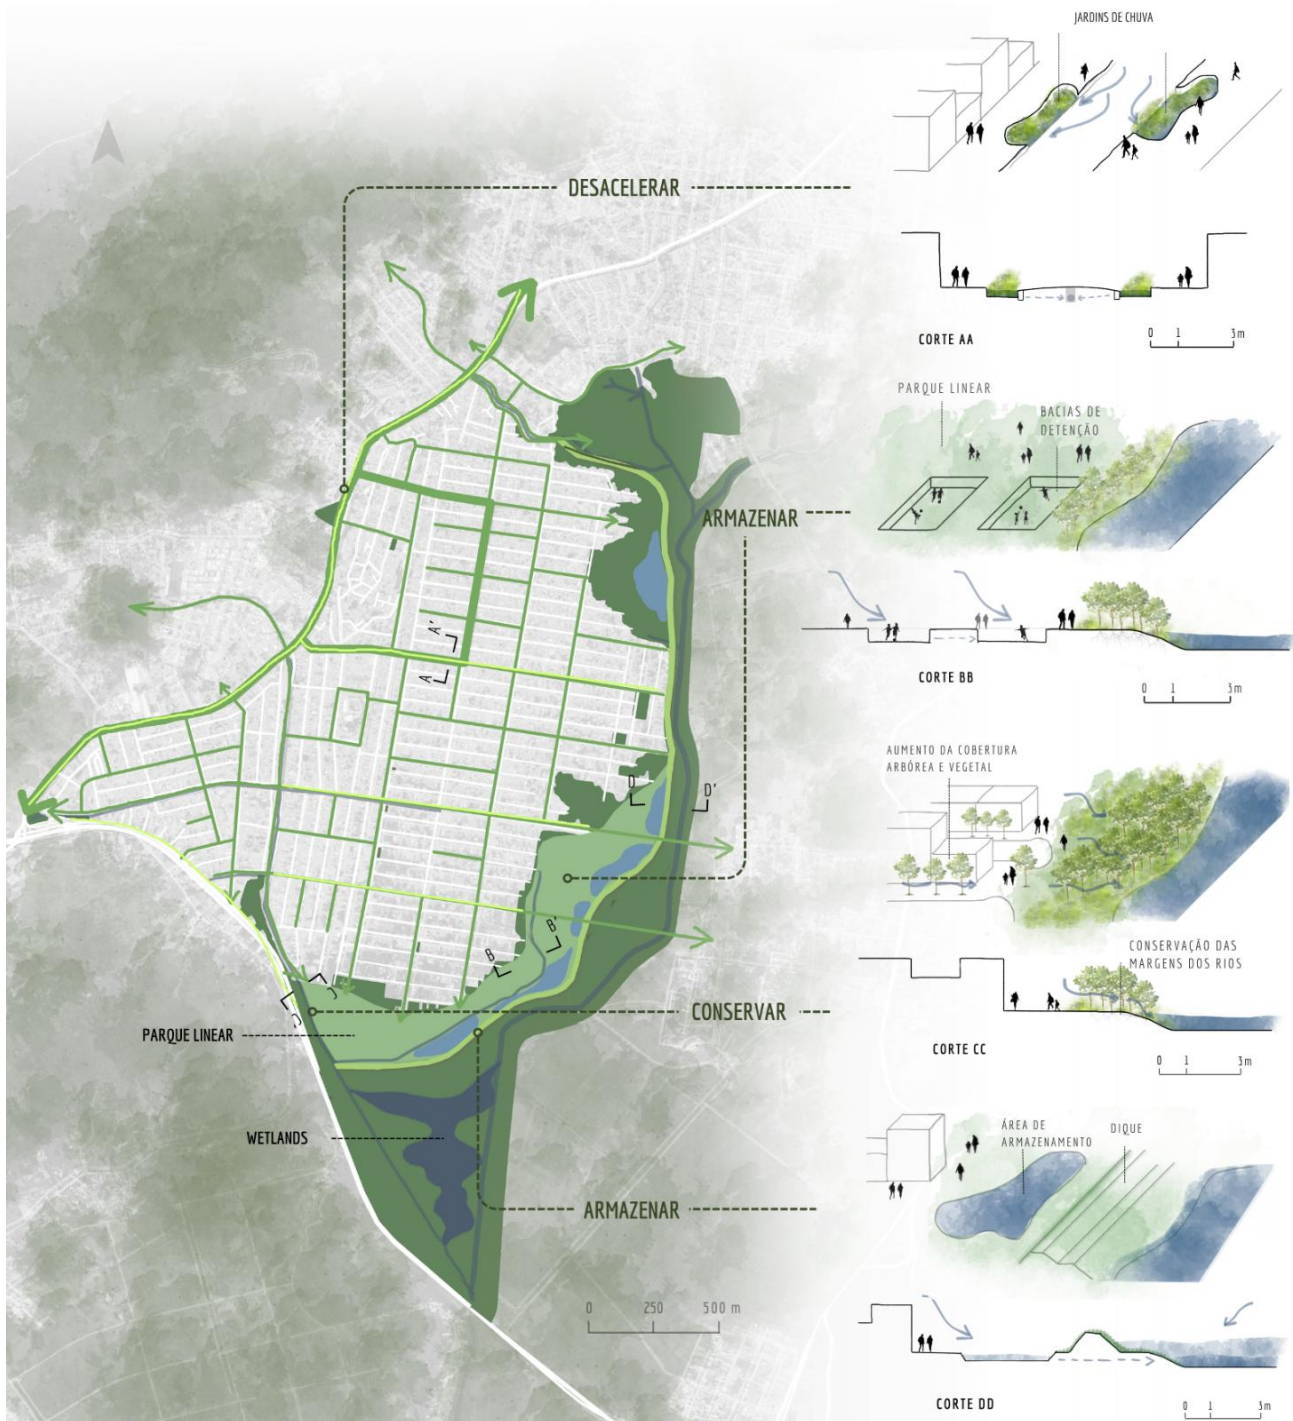 JARDINS DE CHUVA
DESACELERAR
CORTE AA
0 1 3m
PARQUE LINEAR
BACIAS DE
DETENÇÃO
ARMAZENAR
A'
A
CORTE BB
0 1 3m
AUMENTO DA COBERTURA
ARBÓREA E VEGETAL
D
D'
B
B'
CONSERVAÇÃO DAS
MARGENS DOS RIOS
CONSERVAR
PARQUE LINEAR
CORTE CC
0 1 3m
WETLANDS
ÁREA DE
ARMAZENAMENTO
DIQUE
ARMAZENAR
0 250 500 m
CORTE DD
0 1 3m